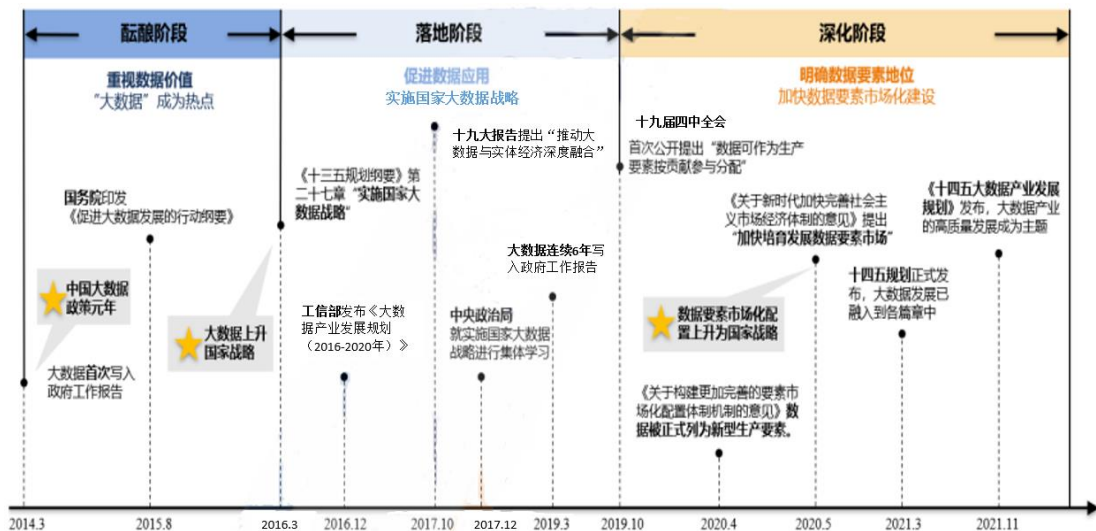 酝酿阶段
落地阶段
深化阶段
重视数据价值
“大数据”成为热点
促进数据应用
实施国家大数据战略
明确数据要素地位
加快数据要素市场化建设
大数据首次写入
政府工作报告
中国大数据
政策元年
国务院印发
《促进大数据发展的行动纲要》
《十三五规划纲要》第
二十七章“实施国家大
数据战略”
大数据上升
国家战略
工信部发布《大数
据产业发展规划
（2016-2020年）》
十九大报告提出“推动大
数据与实体经济深度融合”
中央政治局
就实施国家大数据
战略进行集体学习
大数据连续6年写
入政府工作报告
十九届四中全会
首次公开提出“数据可作为生产
要素按贡献参与分配”
《关于构建更加完善的要素市
场化配置体制机制的意见》数
据被正式列为新型生产要素。
《关于新时代加快完善社会主
义市场经济体制的意见》提出
“加快培育发展数据要素市场”
数据要素市场化配
置上升为国家战略
十四五规划正式发
布，大数据发展已
融入到各篇章中
《十四五大数据产业发展
规划》发布，大数据产业
的高质量发展成为主题
2014.3
2015.8
2016.3
2016.12
2017.10
2017.12
2019.3
2019.10
2020.4
2020.5
2021.3
2021.11